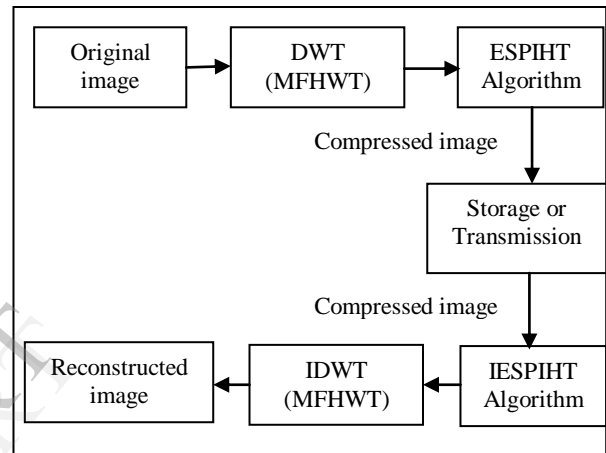 Original
image
DWT
(MFHWT)
ESPIHT
Algorithm
Compressed image
Storage or
Transmission
Compressed image
Reconstructed
image
IDWT
(MFHWT)
IESPIHT
Algorithm